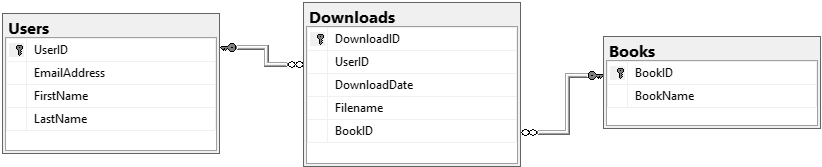 Users
UserID
EmailAddress
FirstName
LastName
Downloads
DownloadID
UserID
DownloadDate
Filename
BookID
Books
BookID
BookName